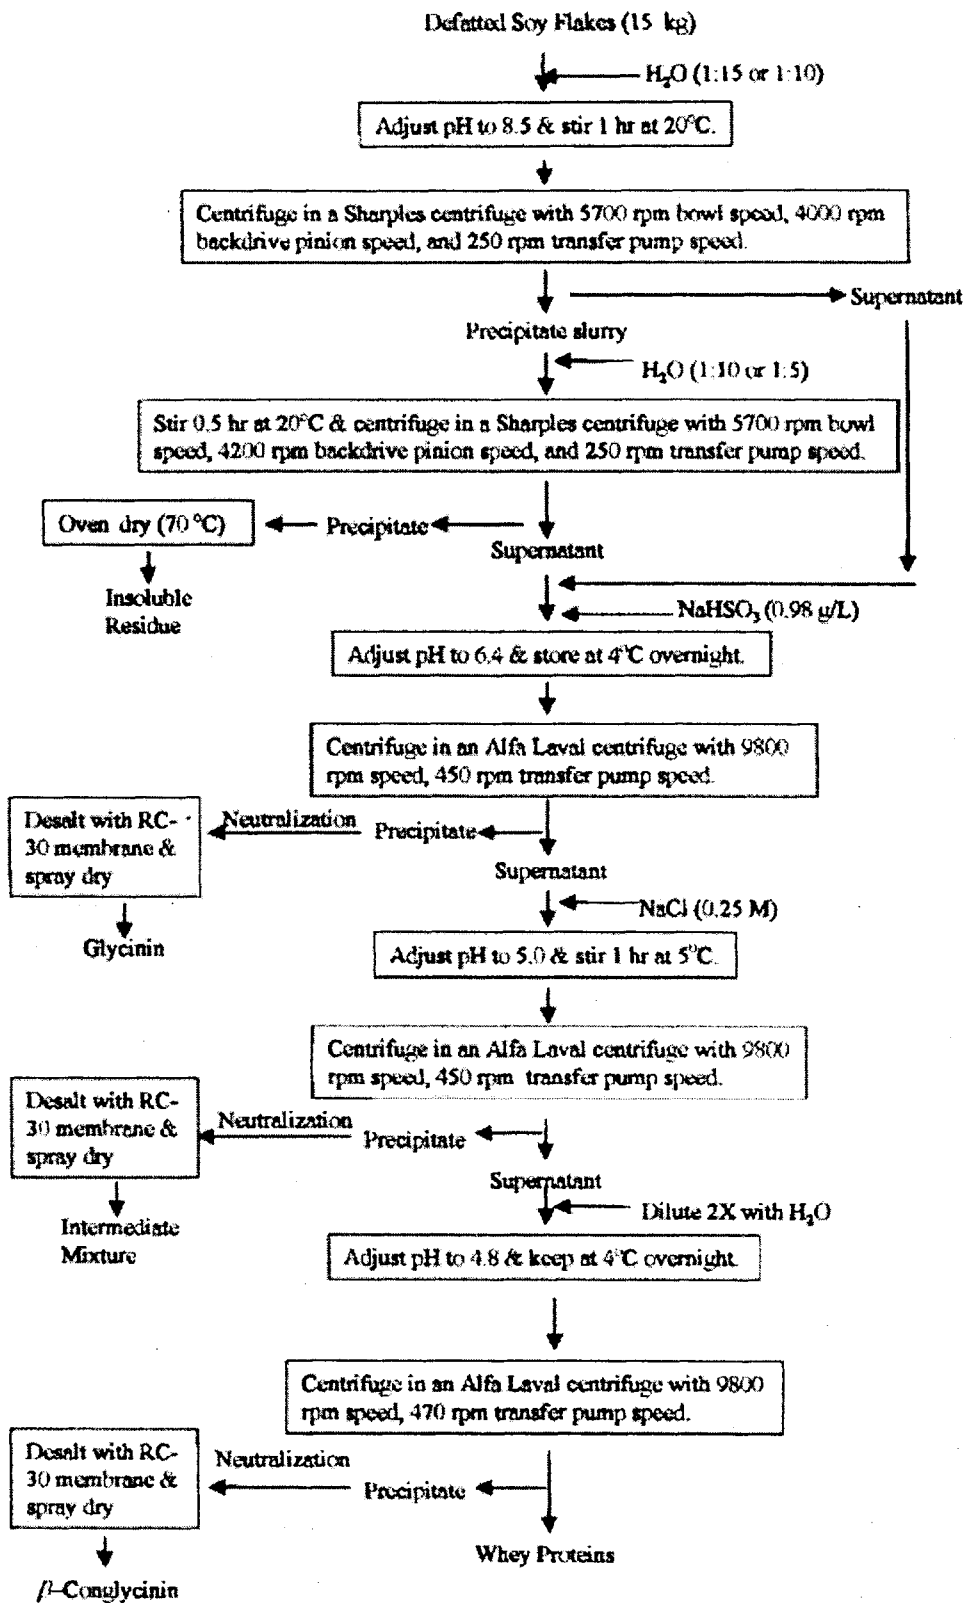 Defatted Soy Flakes (15 kg)
H₂O (1:15 or 1:10)
Adjust pH to 8.5 & stir 1 hr at 20°C.
Centrifuge in a Sharples centrifuge with 5700 rpm bowl speed, 4000 rpm
backdrive pinion speed, and 250 rpm transfer pump speed.
Supernatant
Precipitate slurry
H₂O (1:10 or 1:5)
Stir 0.5 hr at 20°C & centrifuge in a Sharples centrifuge with 5700 rpm bowl
speed, 4200 rpm backdrive pinion speed, and 250 rpm transfer pump speed.
Oven dry (70 °C)
Precipitate
Supernatant
Insoluble
Residue
NaHSO₃ (0.98 g/L)
Adjust pH to 6.4 & store at 4°C overnight.
Centrifuge in an Alfa Laval centrifuge with 9800
rpm speed, 450 rpm transfer pump speed.
Desalt with RC-
30 membrane &
spray dry
Neutralization
Precipitate
Supernatant
NaCl (0.25 M)
Glycinin
Adjust pH to 5.0 & stir 1 hr at 5°C.
Centrifuge in an Alfa Laval centrifuge with 9800
rpm speed, 450 rpm transfer pump speed.
Desalt with RC-
30 membrane &
spray dry
Neutralization
Precipitate
Supernatant
Dilute 2X with H₂O
Intermediate
Mixture
Adjust pH to 4.8 & keep at 4°C overnight.
Centrifuge in an Alfa Laval centrifuge with 9800
rpm speed, 470 rpm transfer pump speed.
Desalt with RC-
30 membrane &
spray dry
Neutralization
Precipitate
Whey Proteins
β-Conglycinin